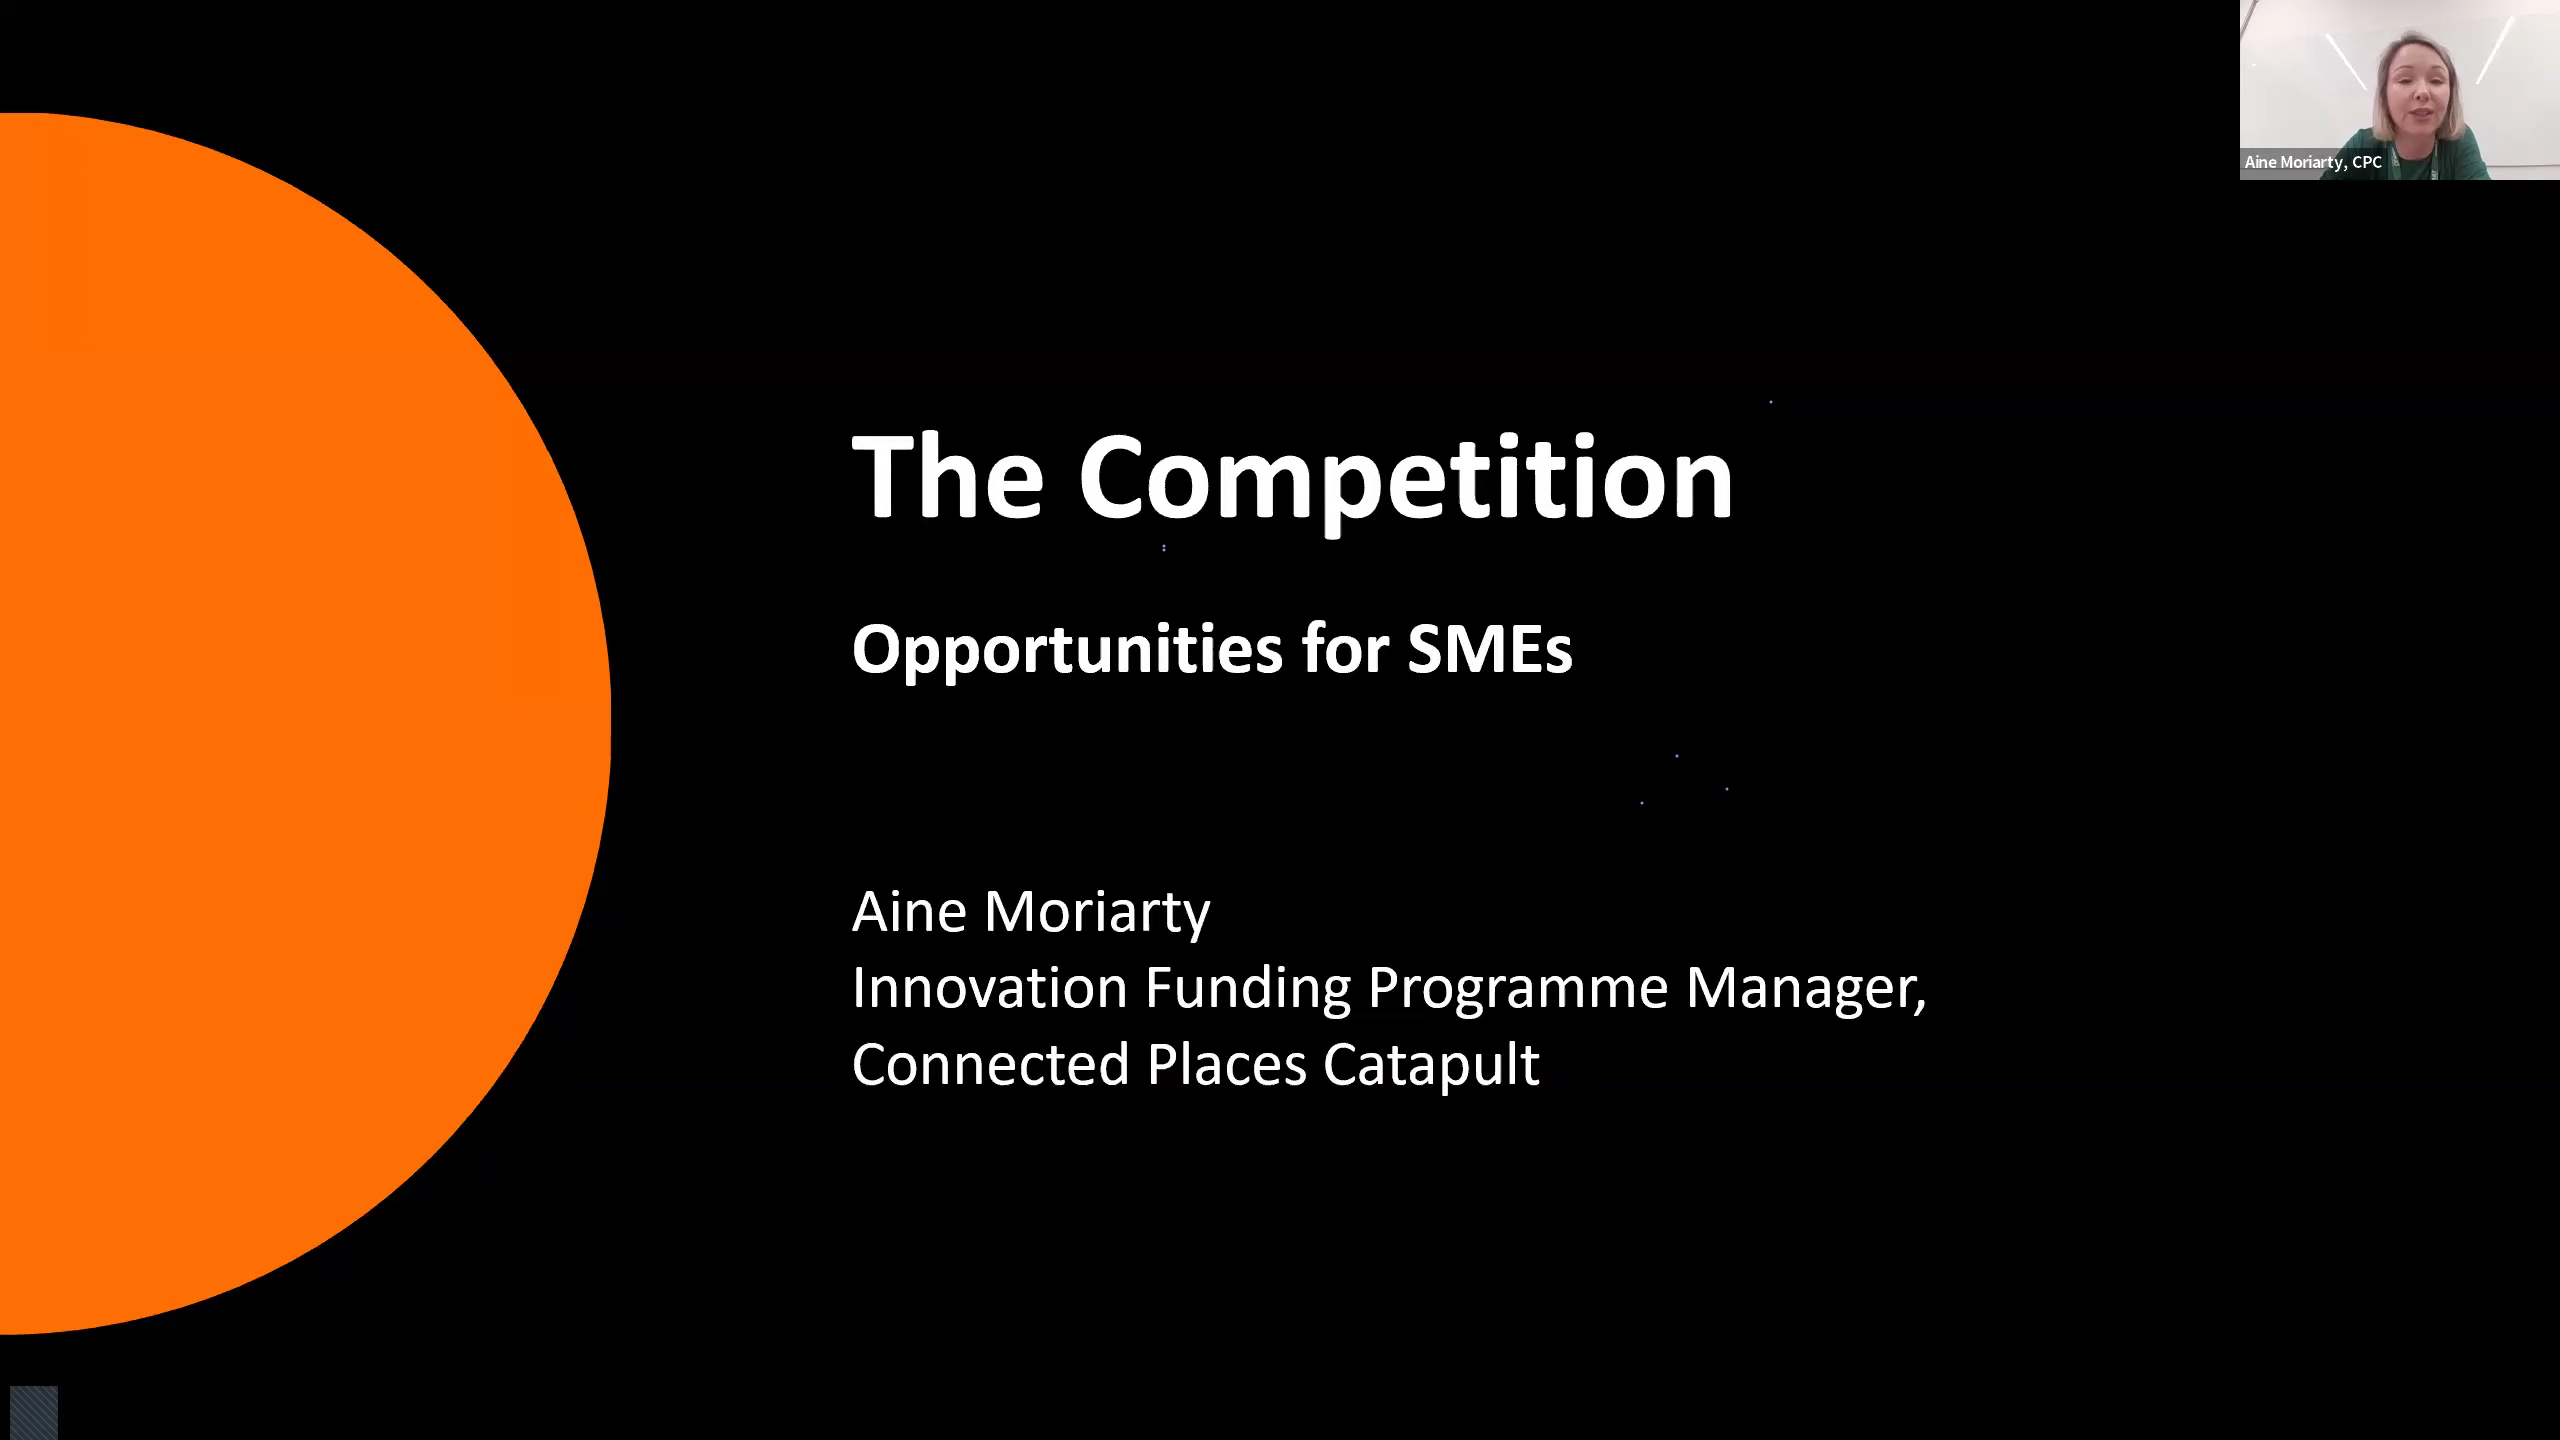 Aine Moriarty, CPC
The Competition
Opportunities for SMEs
Aine Moriarty
Innovation Funding Programme Manager,
Connected Places Catapult